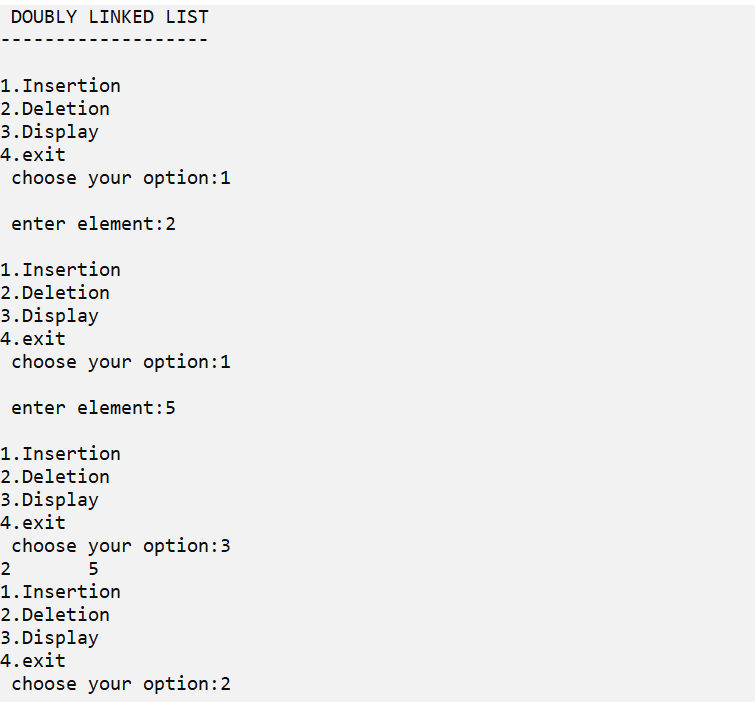 DOUBLY LINKED LIST
-------------------
1.Insertion
2.Deletion
3.Display
4.exit
choose your option:1
enter element:2
1.Insertion
2.Deletion
3.Display
4.exit
choose your option:1
enter element:5
1.Insertion
2.Deletion
3.Display
4.exit
choose your option:3
2       5
1.Insertion
2.Deletion
3.Display
4.exit
choose your option:2